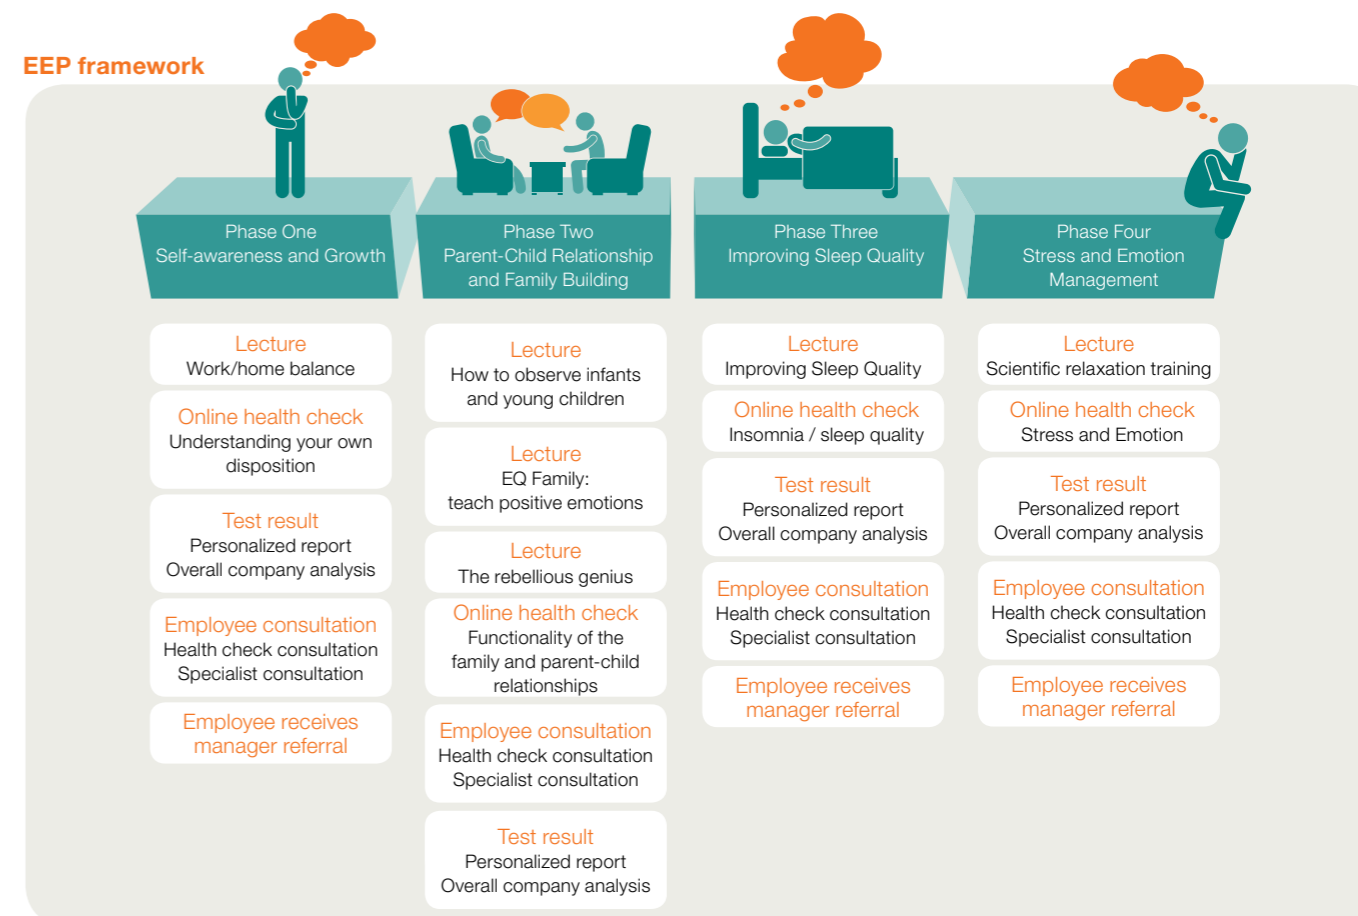 EEP framework
Phase One
Self-awareness and Growth
Lecture
Work/home balance
Online health check
Understanding your own
disposition
Test result
Personalized report
Overall company analysis
Employee consultation
Health check consultation
Specialist consultation
Employee receives
manager referral
Phase Two
Parent-Child Relationship
and Family Building
Lecture
How to observe infants
and young children
Lecture
EQ Family:
teach positive emotions
Lecture
The rebellious genius
Online health check
Functionality of the
family and parent-child
relationships
Employee consultation
Health check consultation
Specialist consultation
Test result
Personalized report
Overall company analysis
Phase Three
Improving Sleep Quality
Lecture
Improving Sleep Quality
Online health check
Insomnia / sleep quality
Test result
Personalized report
Overall company analysis
Employee consultation
Health check consultation
Specialist consultation
Employee receives
manager referral
Phase Four
Stress and Emotion
Management
Lecture
Scientific relaxation training
Online health check
Stress and Emotion
Test result
Personalized report
Overall company analysis
Employee consultation
Health check consultation
Specialist consultation
Employee receives
manager referral